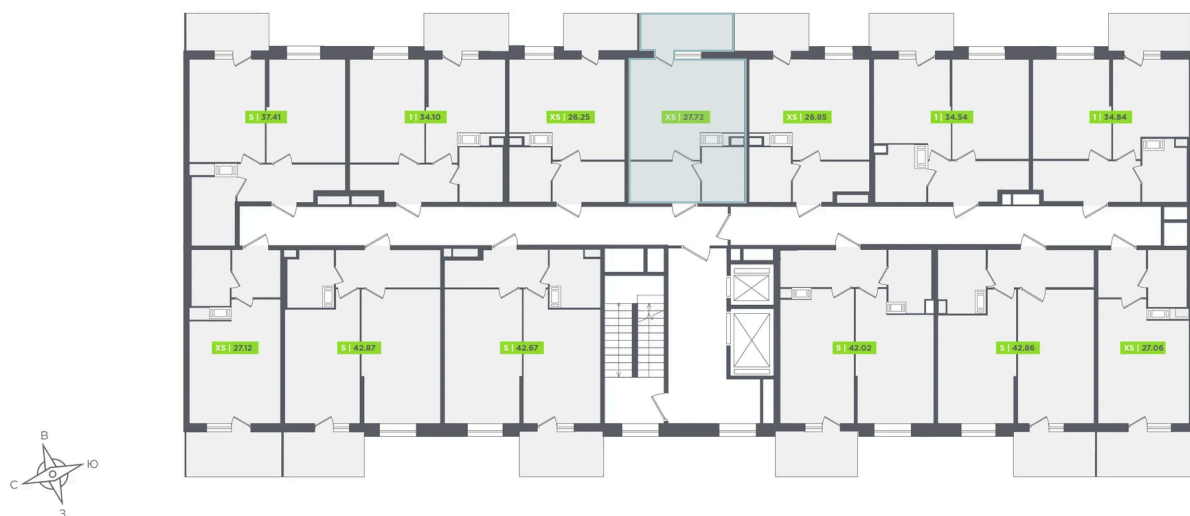 S | 37.41
1 | 34.10
XS | 26.25
XS | 27.72
XS | 26.85
1 | 34.54
1 | 34.84
XS | 27.12
S | 42.87
S | 42.67
S | 42.02
S | 42.86
XS | 27.06
В
Ю
С
З